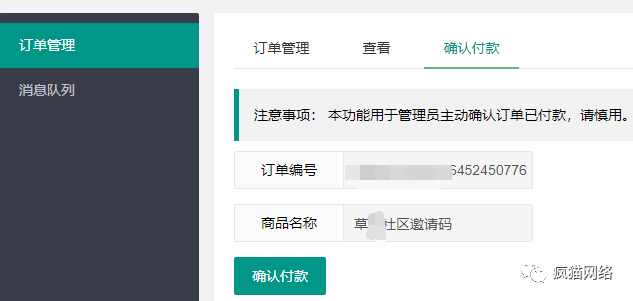 订单管理
消息队列
订单管理 查看 确认付款
注意事项： 本功能用于管理员主动确认订单已付款，请慎用。
订单编号 6452450776
商品名称 草 社区邀请码
确认付款
疯猫网络